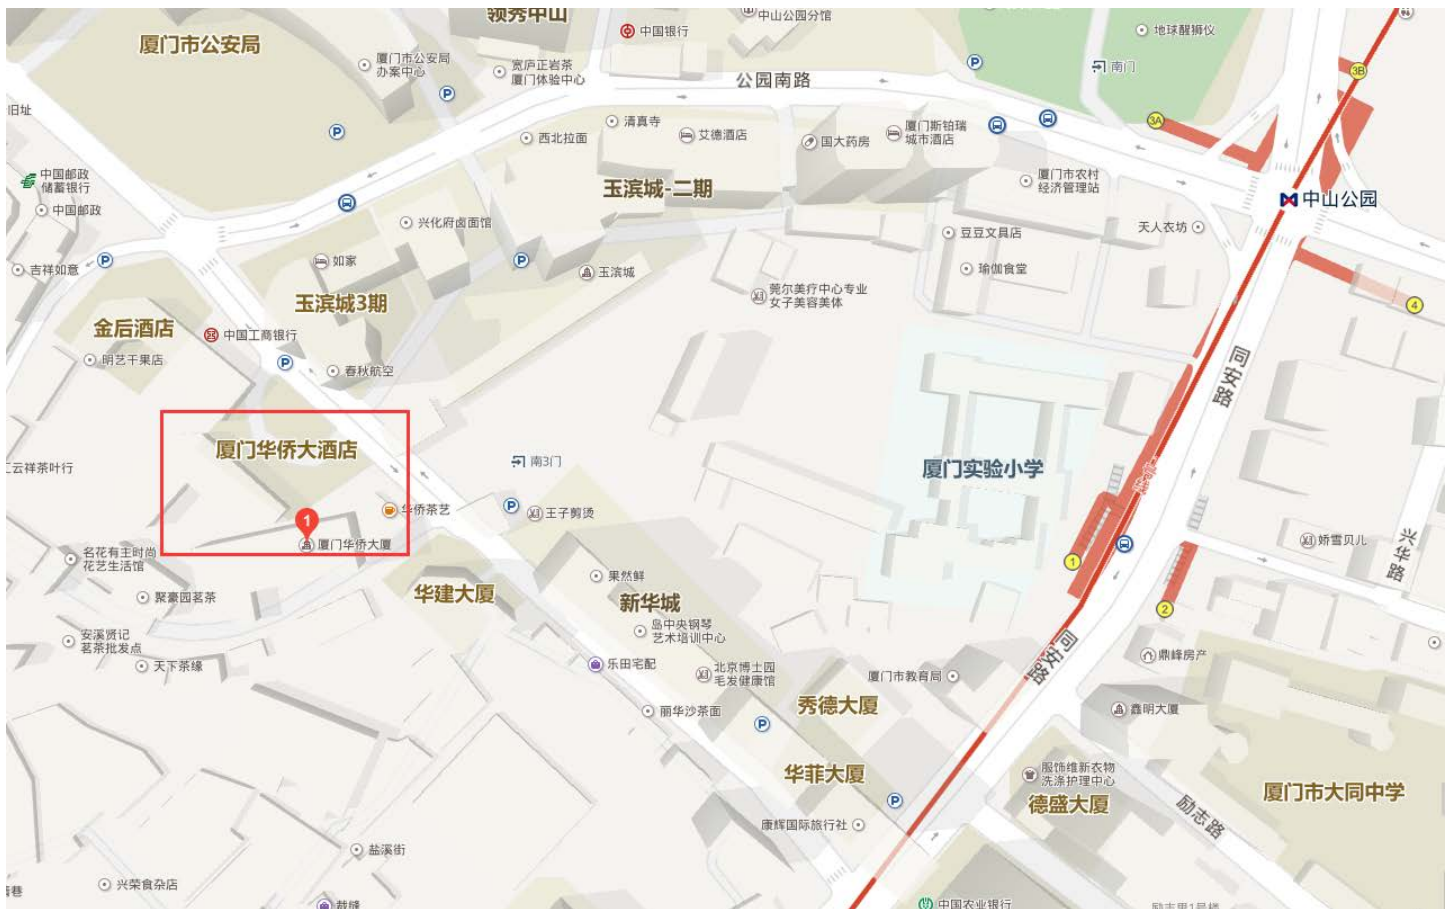 领秀中山
中山公园分馆
厦门市公安局
中国银行
地球醒狮仪
厦门市公安局
办案中心
宽庐正岩茶
厦门体验中心
公园南路
南门
3B
旧址
清真寺
3A
西北拉面
艾德酒店
国大药房
厦门斯铂瑞
城市酒店
中国邮政
储蓄银行
玉滨城-二期
厦门市农村
经济管理站
中山公园
中国邮政
兴化府卤面馆
豆豆文具店
天人衣坊
吉祥如意
如家
玉滨城
瑜伽食堂
莞尔美疗中心专业
女子美容美体
玉滨城3期
4
金后酒店
中国工商银行
明艺干果店
春秋航空
同安路
厦门华侨大酒店
南3门
厦门实验小学
汇云祥茶叶行
华侨茶艺
王子剪烫
1
厦门华侨大厦
娇雪贝儿
兴华路
名花有主时尚
花艺生活馆
1
果然鲜
华建大厦
聚豪园茗茶
新华城
2
岛中央钢琴
艺术培训中心
安溪贤记
茗茶批发点
同安路
天下茶缘
乐田宅配
北京博士园
毛发健康馆
厦门市教育局
鼎峰房产
丽华沙茶面
秀德大厦
鑫明大厦
华菲大厦
服饰维新衣物
洗涤护理中心
厦门市大同中学
德盛大厦
康辉国际旅行社
励志路
盐溪街
兴荣食杂店
裁缝
中国农业银行
励志里1号楼